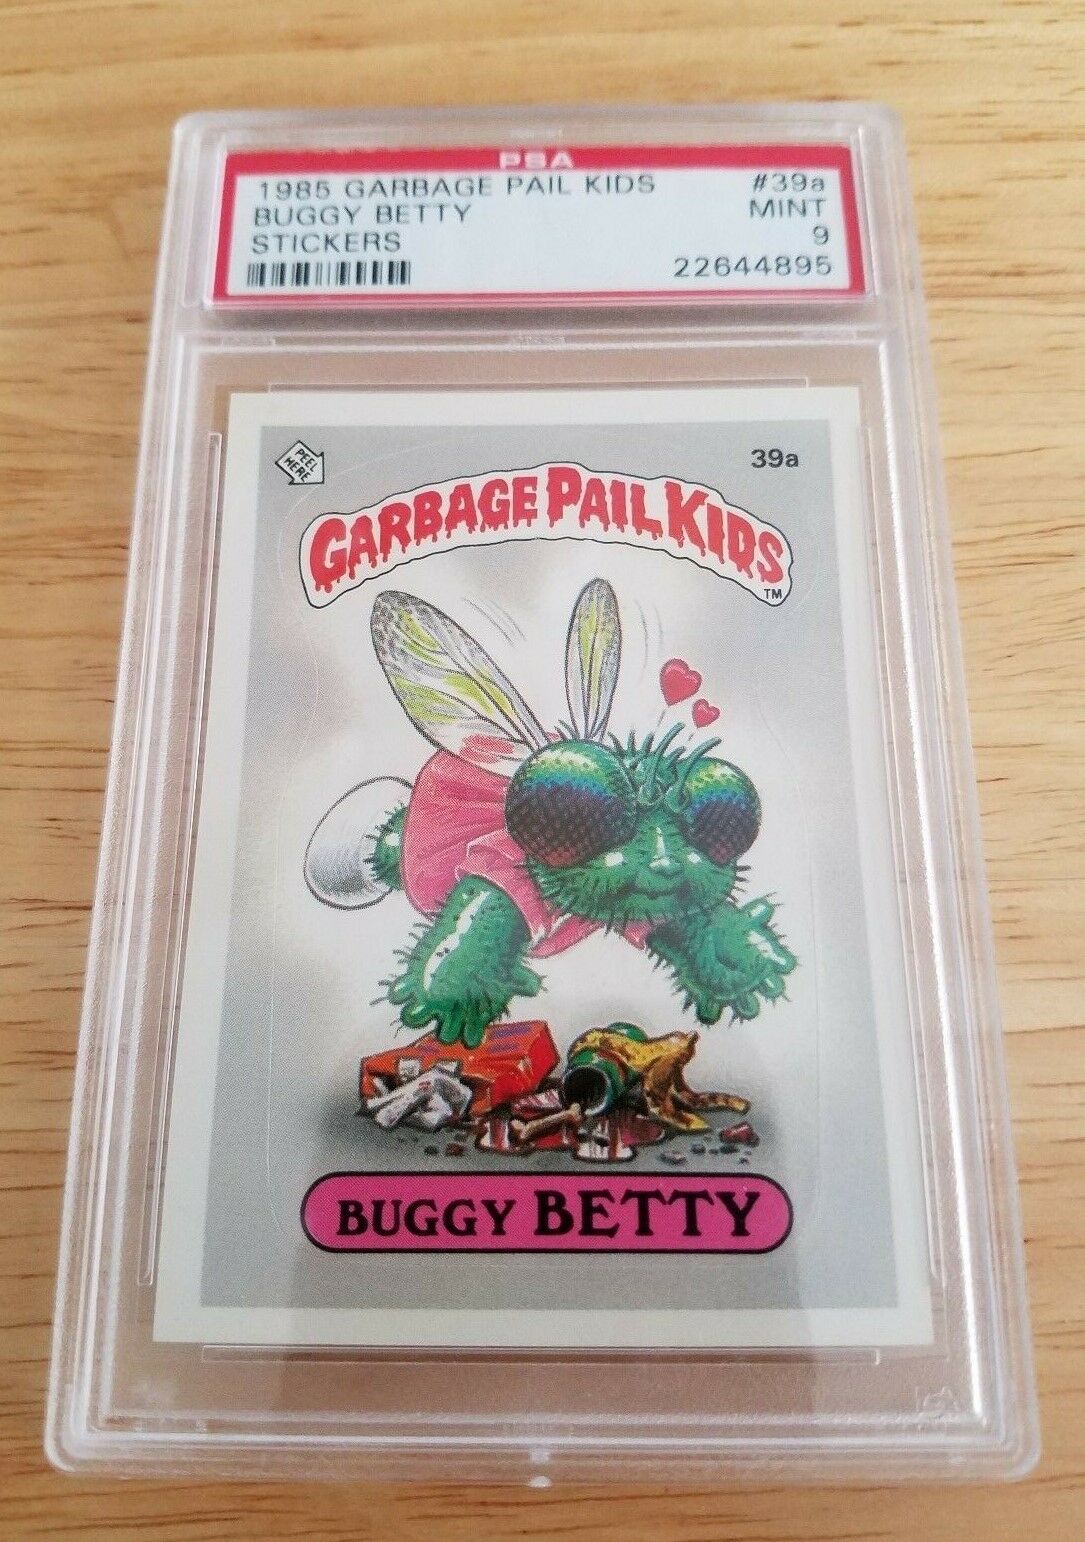 PSA
1985 GARBAGE PAIL KIDS #39a
BUGGY BETTY MINT
STICKERS 9
22644895
PEEL
HERE
39a
GARBAGE PAIL KIDS
TM
BUGGY BETTY